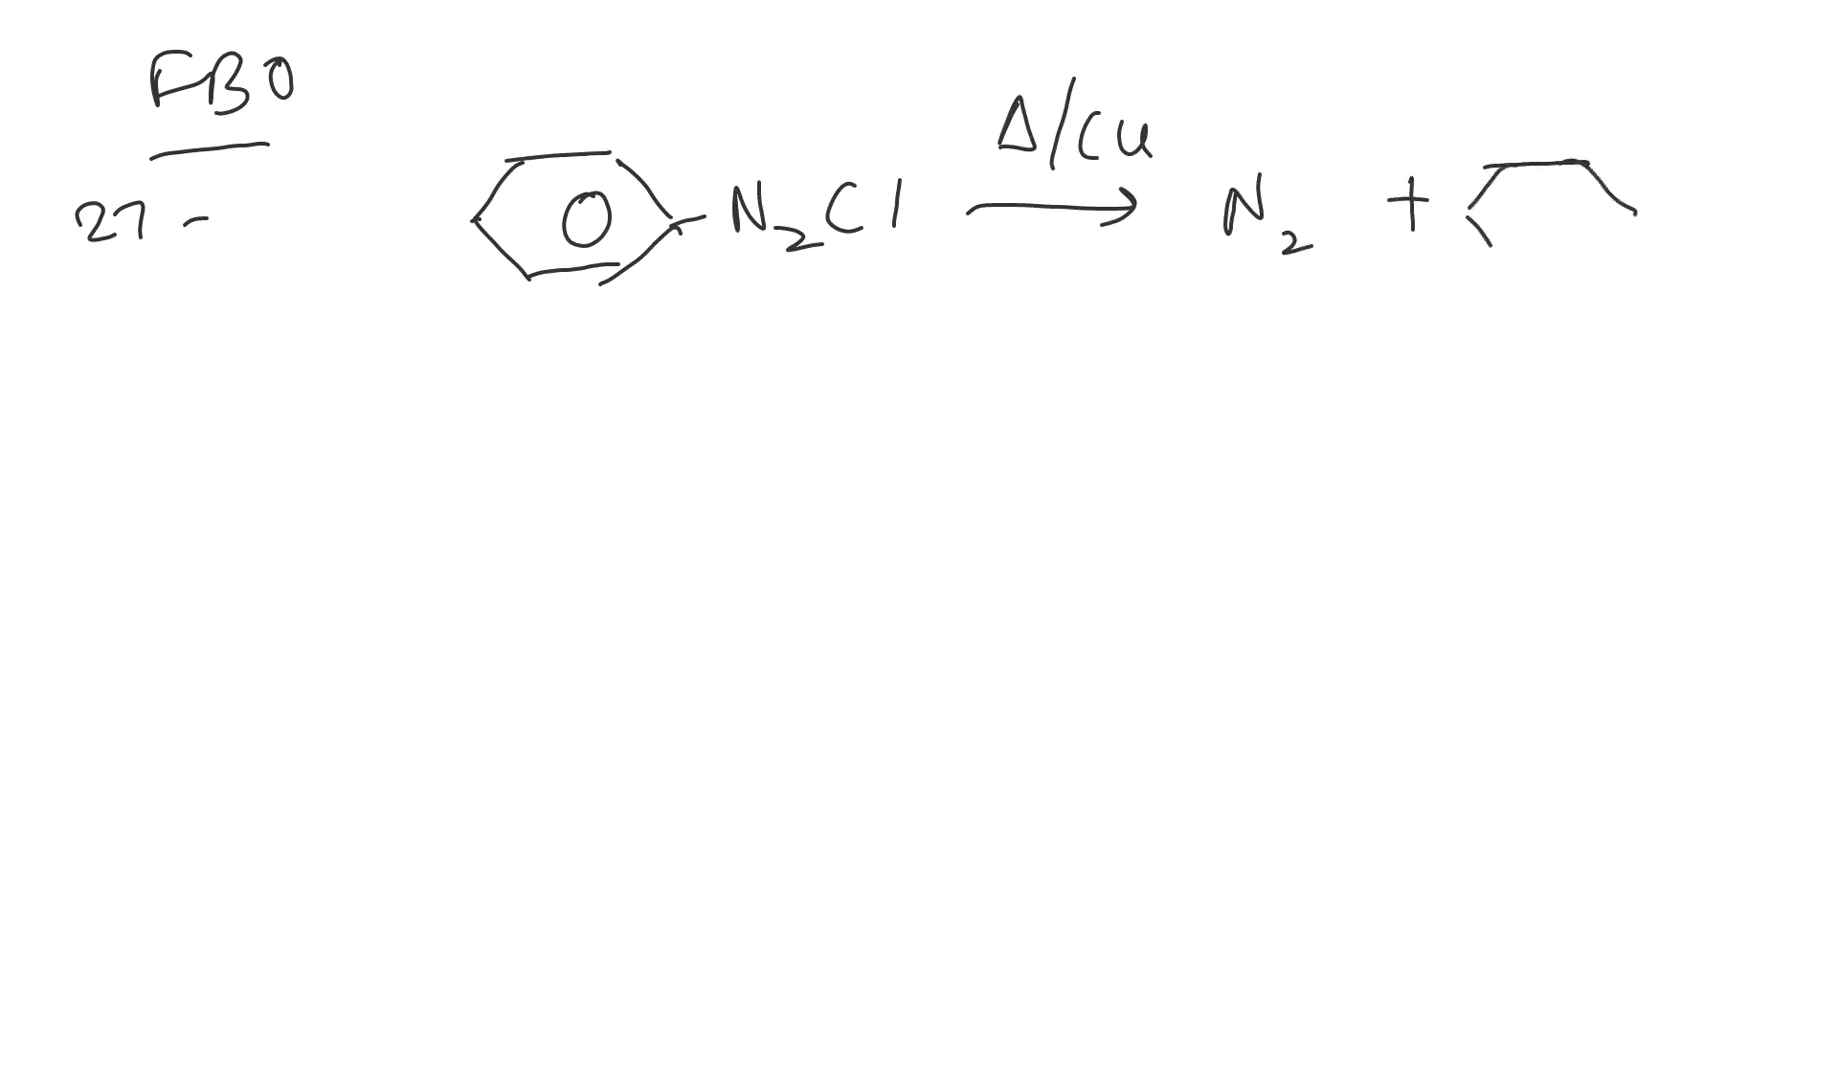 FBO
27 -
Δ/Cu
N₂Cl → N₂ +